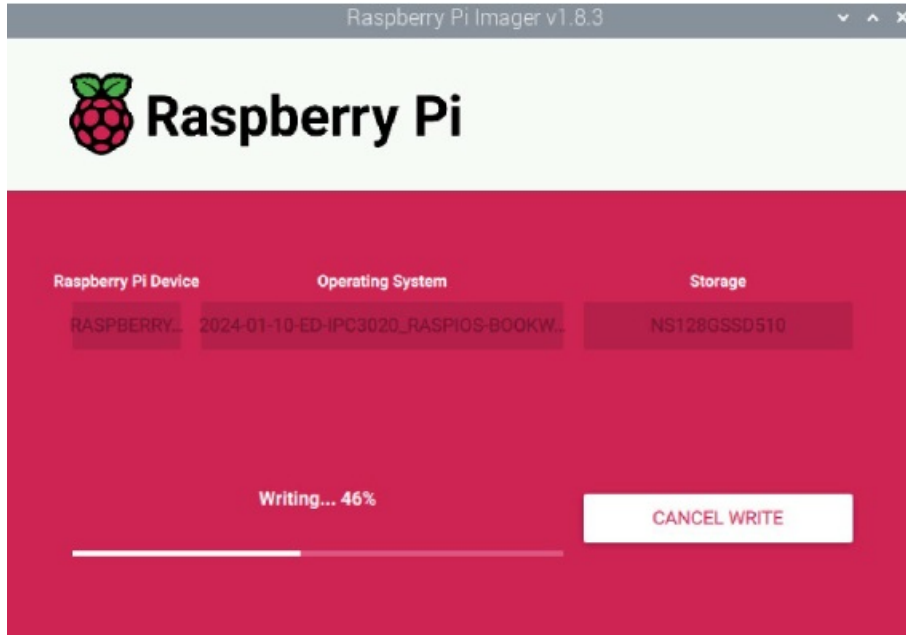 Raspberry Pi Imager v1.8.3
Raspberry Pi
Raspberry Pi Device
Operating System
Storage
RASPBERRY...
2024-01-10-ED-IPC3020_RASPIOS-BOOKW...
NS128GSSD510
Writing... 46%
CANCEL WRITE